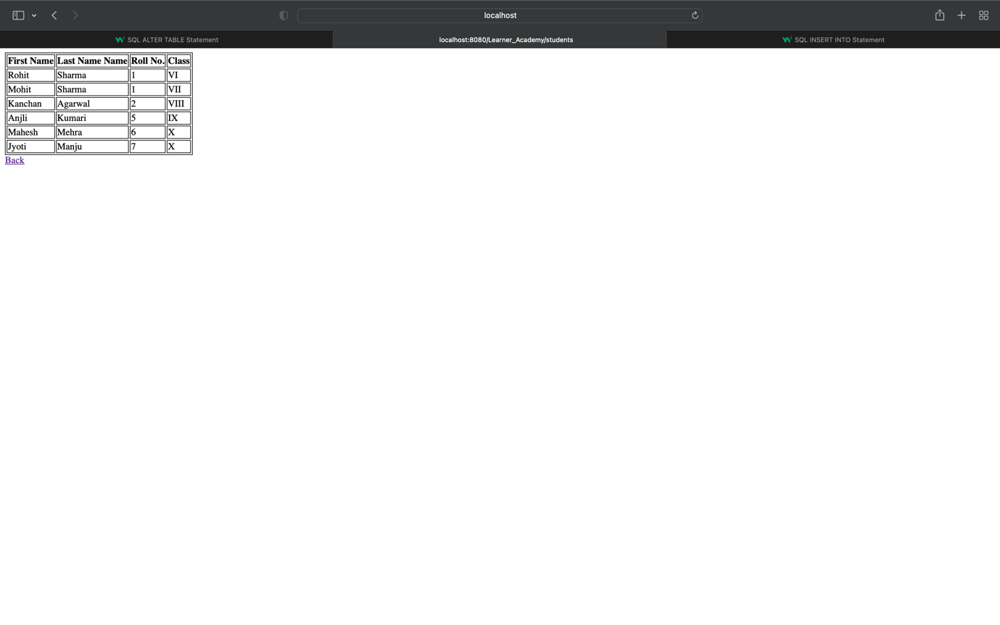 localhost
SQL ALTER TABLE Statement
localhost:8080/Learner_Academy/students
SQL INSERT INTO Statement
First Name Last Name Name Roll No. Class
Rohit Sharma 1 VI
Mohit Sharma 1 VII
Kanchan Agarwal 2 VIII
Anjli Kumari 5 IX
Mahesh Mehra 6 X
Jyoti Manju 7 X
Back